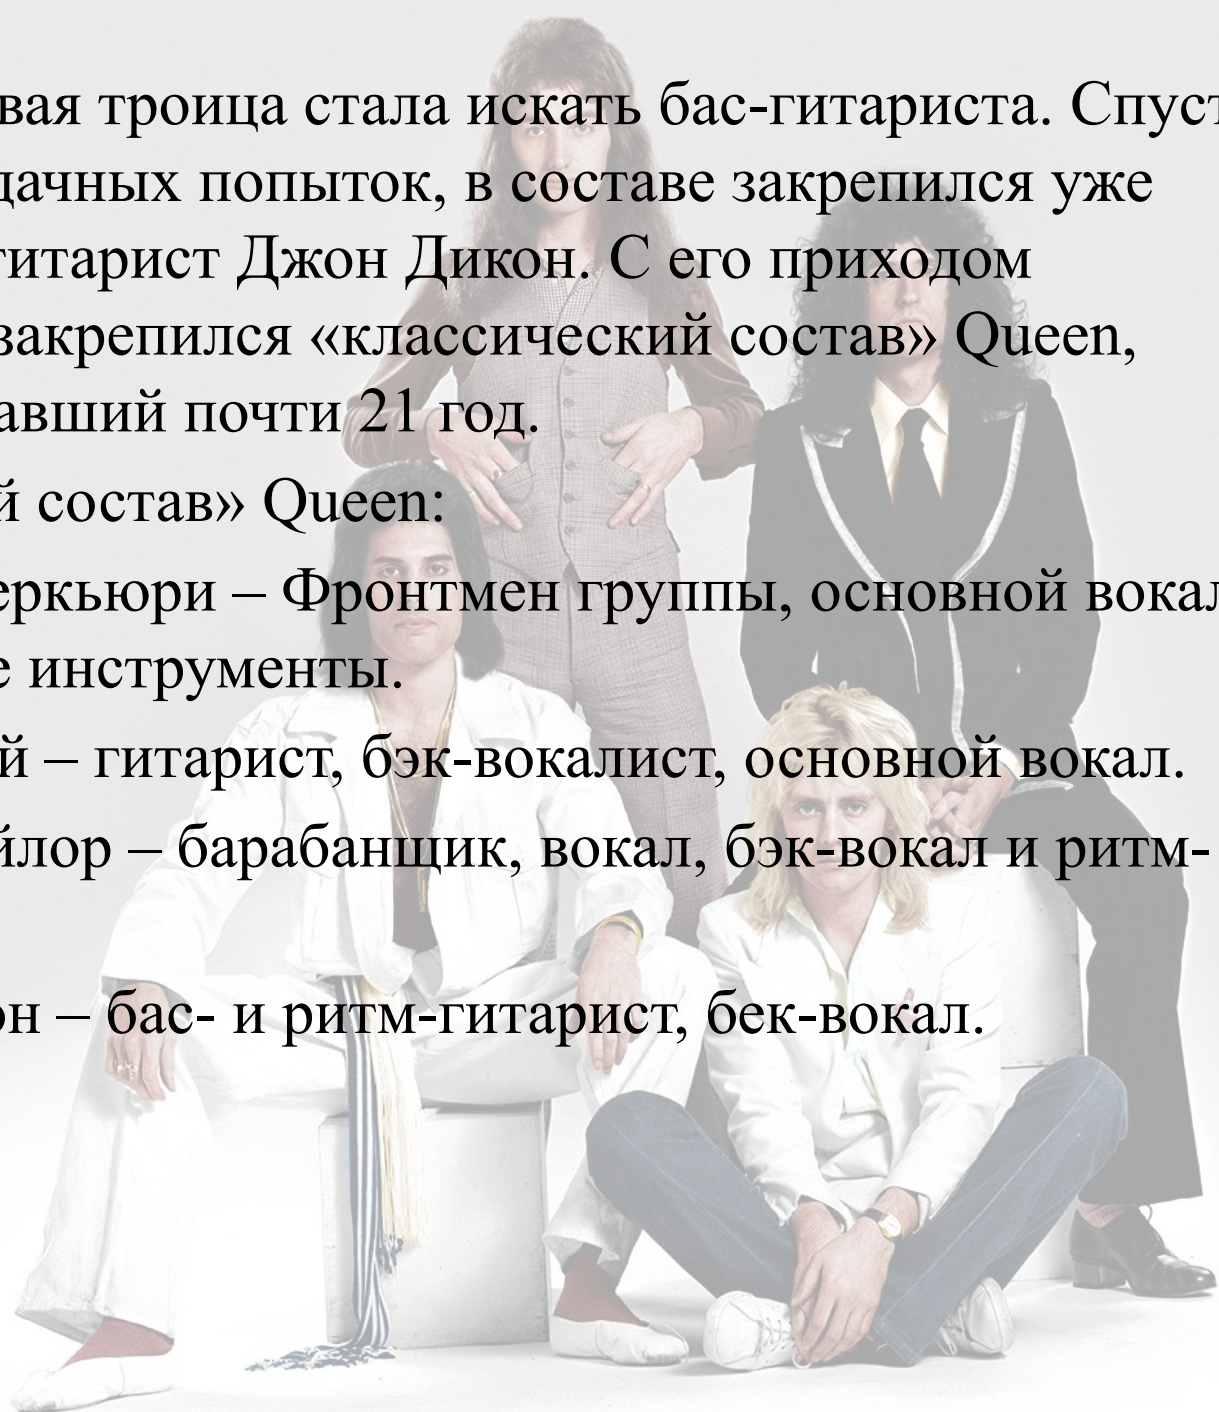 вая троица стала искать бас-гитариста. Спуст
дачных попыток, в составе закрепился уже
гитарист Джон Дикон. С его приходом
закрепился «классический состав» Queen,
авший почти 21 год.
й состав» Queen:
еркьюри – Фронтмен группы, основной вокал
е инструменты.
й – гитарист, бэк-вокалист, основной вокал.
йлор – барабанщик, вокал, бэк-вокал и ритм-
он – бас- и ритм-гитарист, бек-вокал.